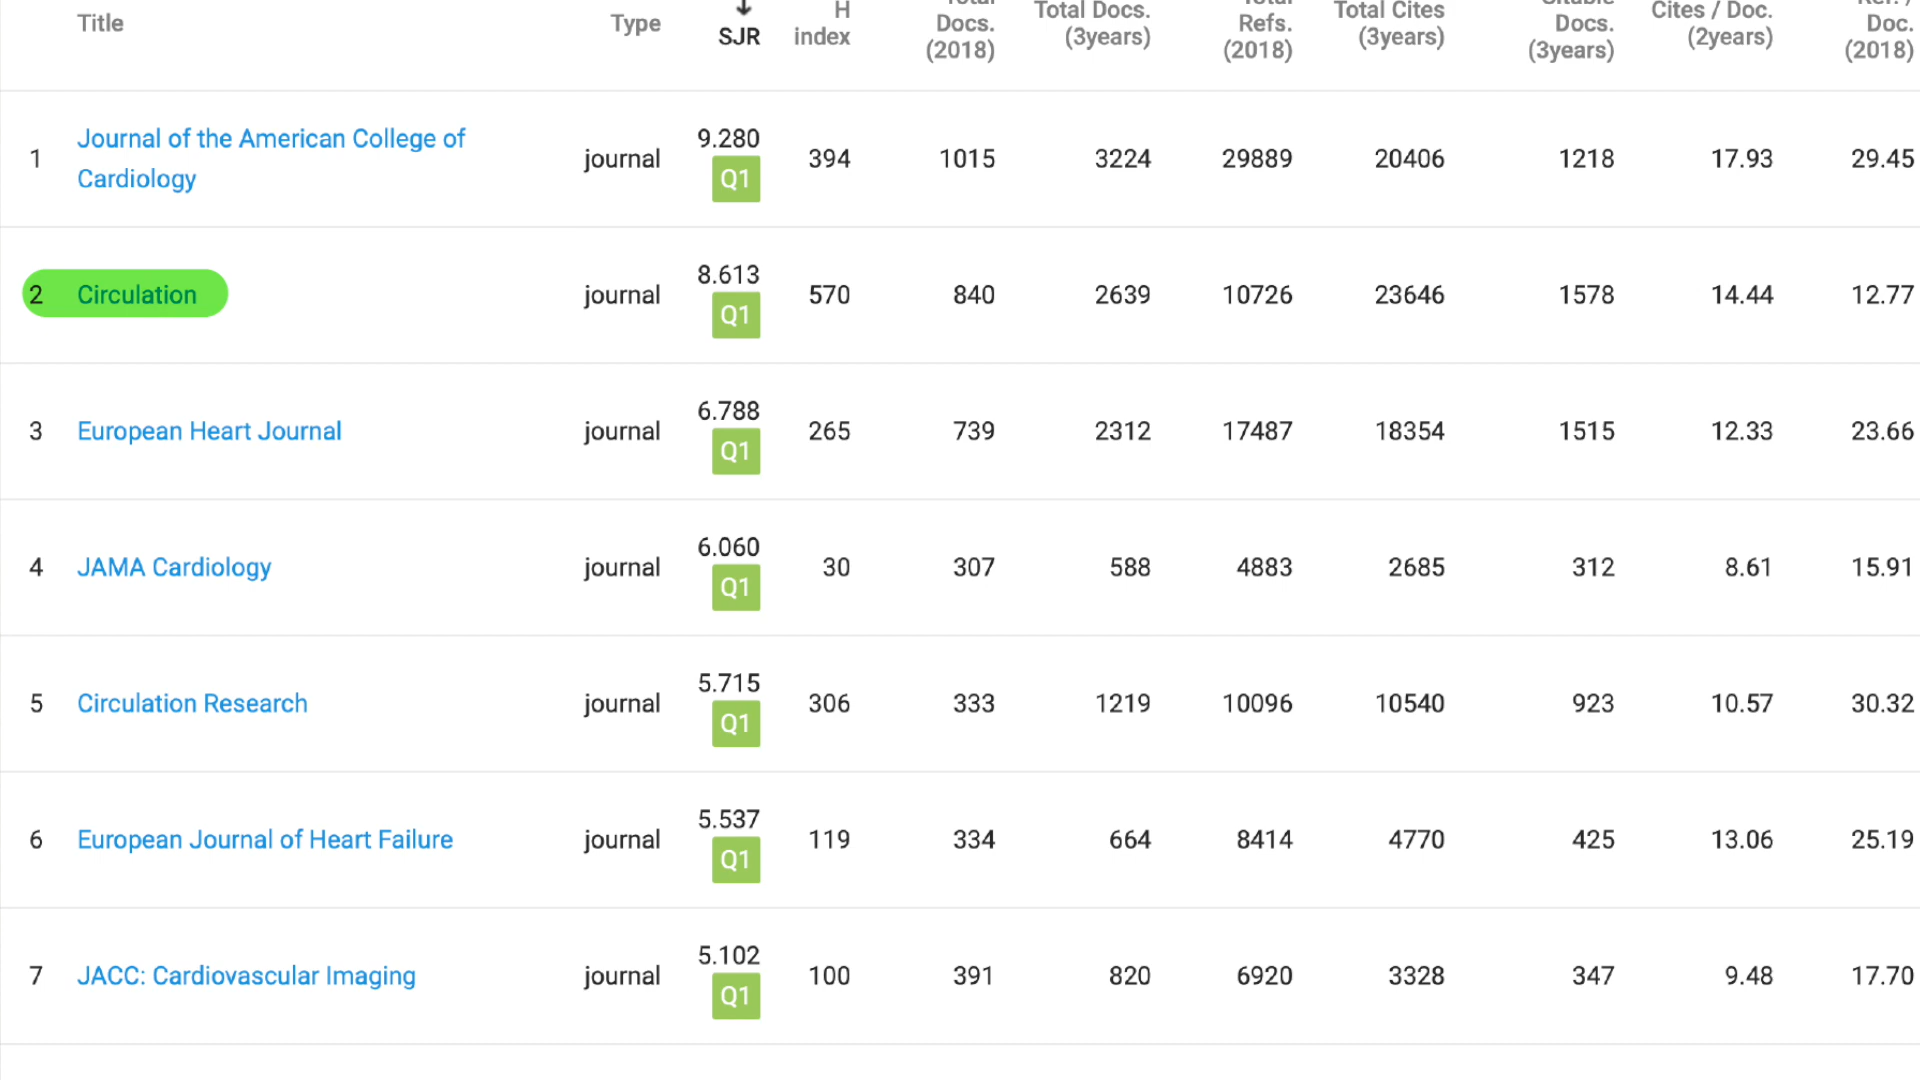 Title Type SJR H index Total Docs. (2018) Total Docs. (3years) Total Refs. (2018) Total Cites (3years) Citable Docs. (3years) Cites / Doc. (2years) Ref. / Doc. (2018)
1 Journal of the American College of Cardiology journal 9.280 Q1 394 1015 3224 29889 20406 1218 17.93 29.45
2 Circulation journal 8.613 Q1 570 840 2639 10726 23646 1578 14.44 12.77
3 European Heart Journal journal 6.788 Q1 265 739 2312 17487 18354 1515 12.33 23.66
4 JAMA Cardiology journal 6.060 Q1 30 307 588 4883 2685 312 8.61 15.91
5 Circulation Research journal 5.715 Q1 306 333 1219 10096 10540 923 10.57 30.32
6 European Journal of Heart Failure journal 5.537 Q1 119 334 664 8414 4770 425 13.06 25.19
7 JACC: Cardiovascular Imaging journal 5.102 Q1 100 391 820 6920 3328 347 9.48 17.70